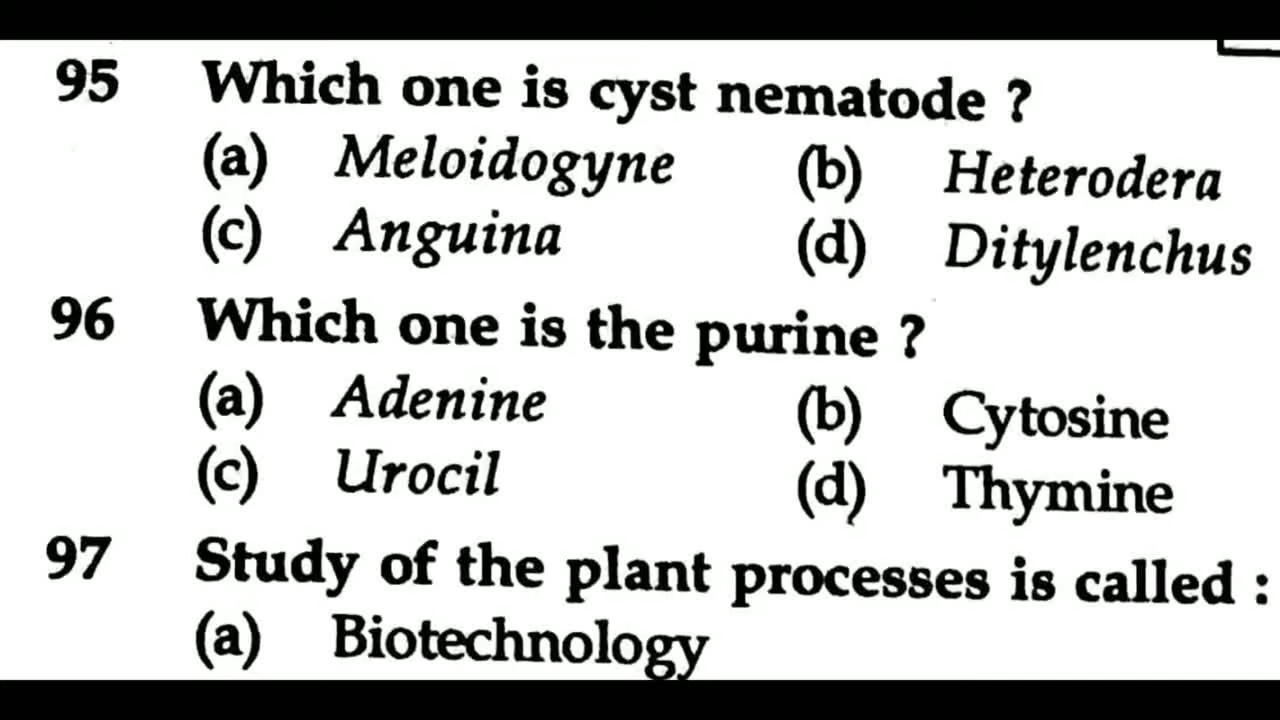 95 Which one is cyst nematode ?
(a) Meloidogyne (b) Heterodera
(c) Anguina (d) Ditylenchus
96 Which one is the purine ?
(a) Adenine (b) Cytosine
(c) Urocil (d) Thymine
97 Study of the plant processes is called :
(a) Biotechnology